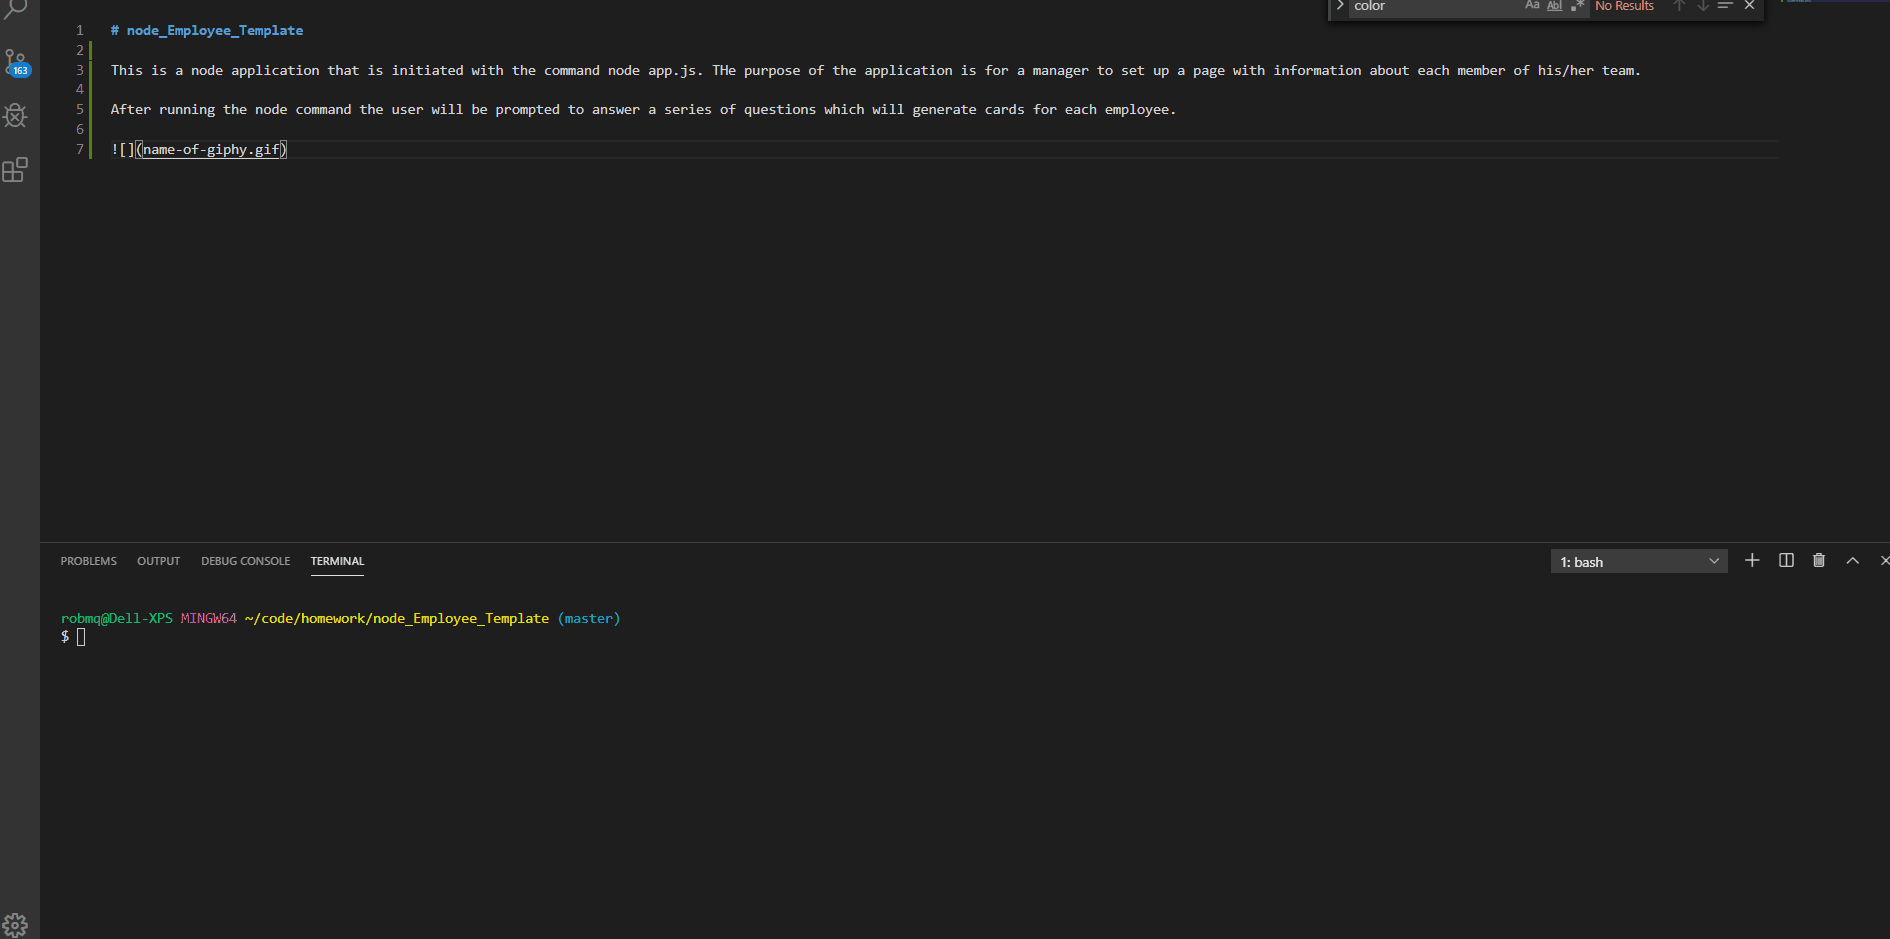 color Aa Abl .* No Results
1 # node_Employee_Template
2
3 This is a node application that is initiated with the command node app.js. THe purpose of the application is for a manager to set up a page with information about each member of his/her team.
4
5 After running the node command the user will be prompted to answer a series of questions which will generate cards for each employee.
6
7 ![](name-of-giphy.gif)
163
PROBLEMS OUTPUT DEBUG CONSOLE TERMINAL 1: bash
robmq@Dell-XPS MINGW64 ~/code/homework/node_Employee_Template (master)
$